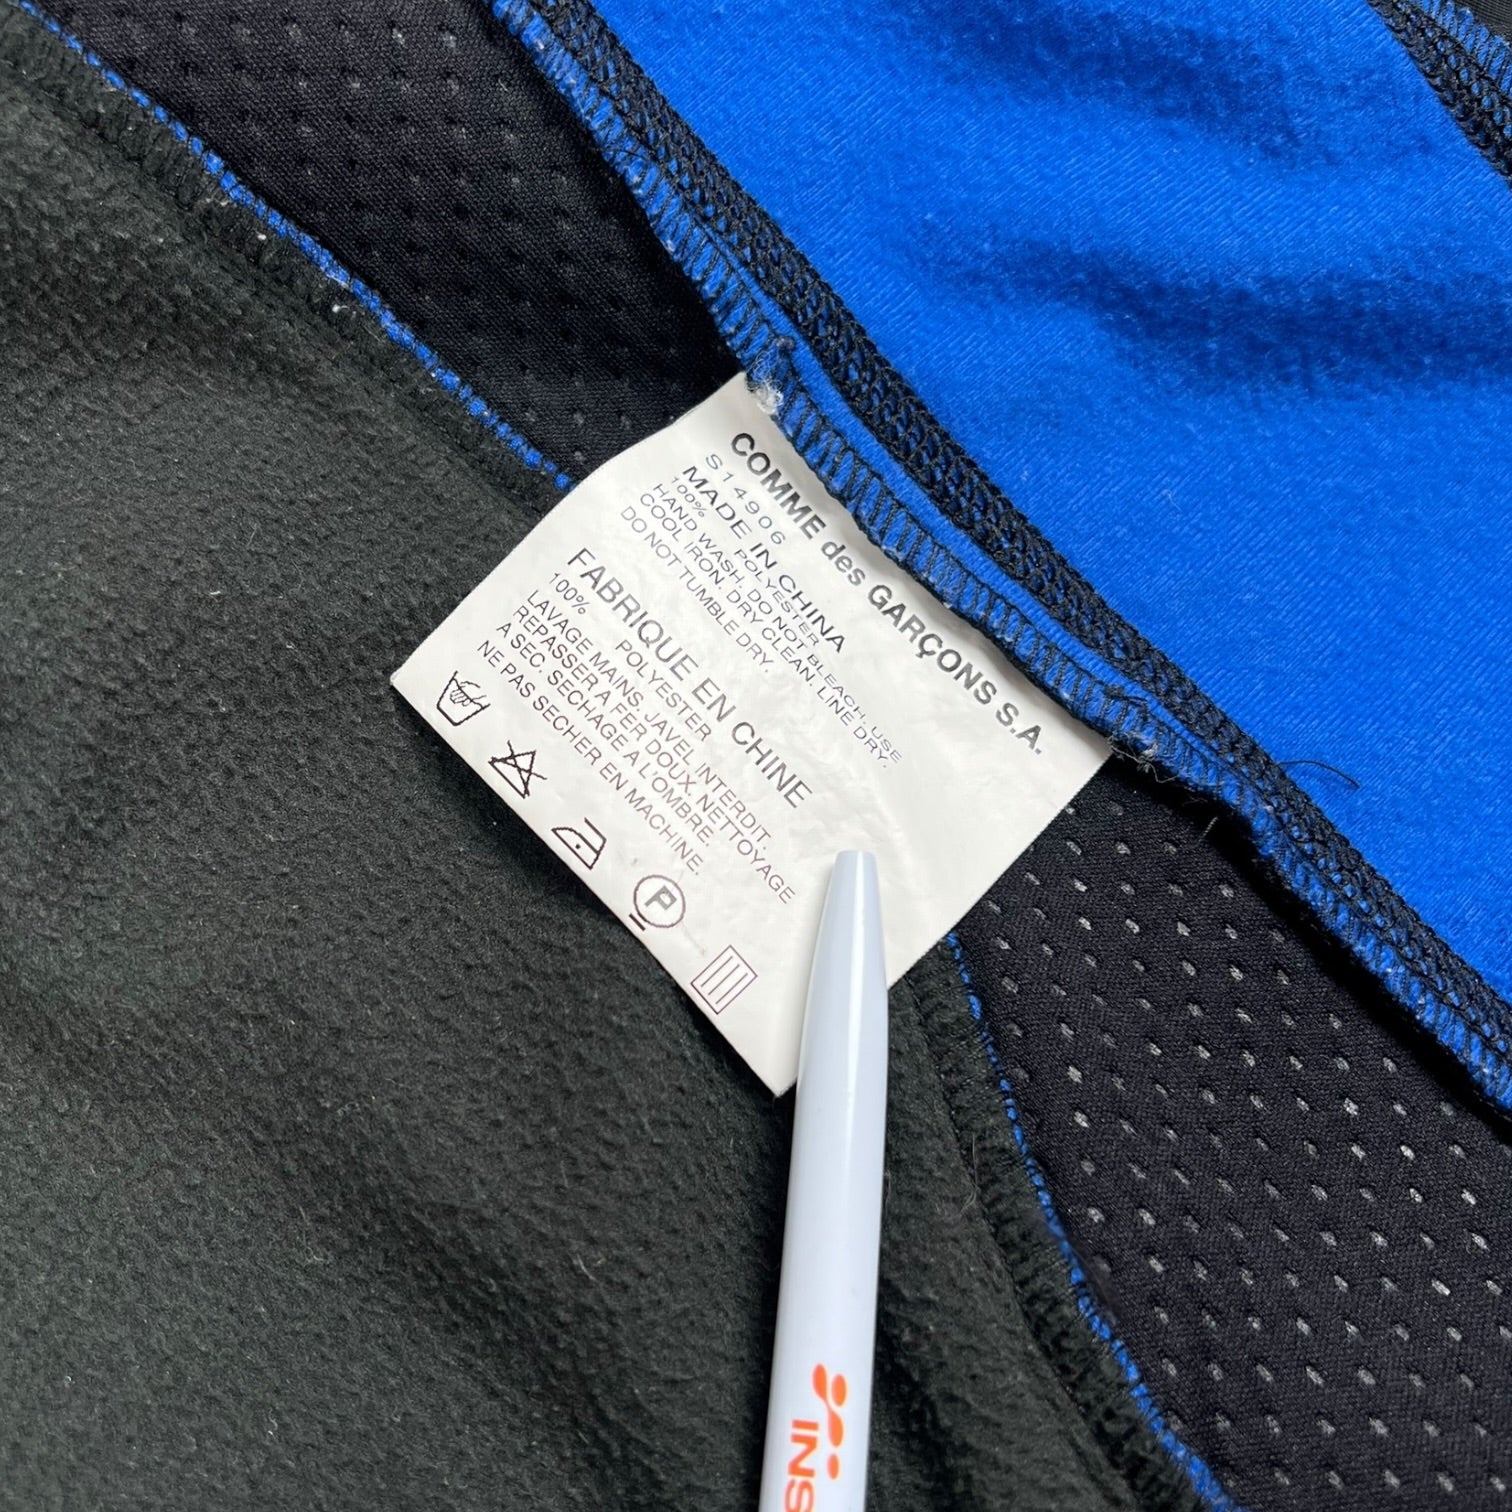 COMME des GARÇONS S.A.
S14906
MADE IN CHINA
100% POLYESTER
HAND WASH. DO NOT BLEACH. USE
COOL IRON. DRY CLEAN. LINE DRY.
DO NOT TUMBLE DRY.
FABRIQUE EN CHINE
100% POLYESTER
LAVAGE MAINS. JAVEL INTERDIT.
REPASSER A FER DOUX. NETTOYAGE
A SEC. SECHAGE A L'OMBRE.
NE PAS SECHER EN MACHINE.
P
INS